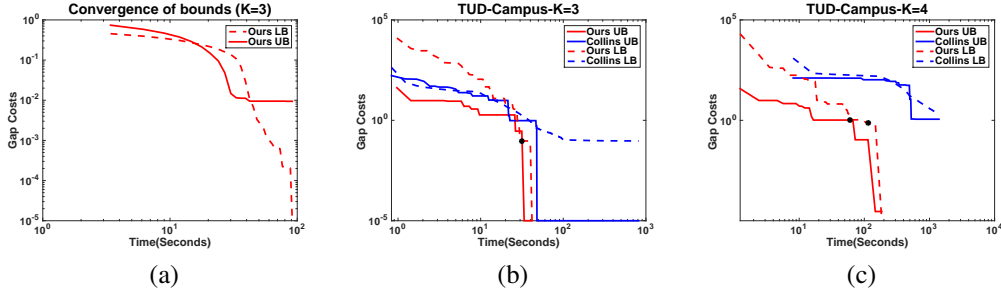 Convergence of bounds (K=3)
Ours LB
Ours UB
Gap Costs
10^0
10^-1
10^-2
10^-3
10^-4
10^-5
10^0
10^1
10^2
Time(Seconds)
(a)
TUD-Campus-K=3
Ours UB
Collins UB
Ours LB
Collins LB
Gap Costs
10^5
10^0
10^-5
10^0
10^1
10^2
10^3
Time(Seconds)
(b)
TUD-Campus-K=4
Ours UB
Collins UB
Ours LB
Collins LB
Gap Costs
10^5
10^0
10^1
10^2
10^3
10^4
Time(Seconds)
(c)